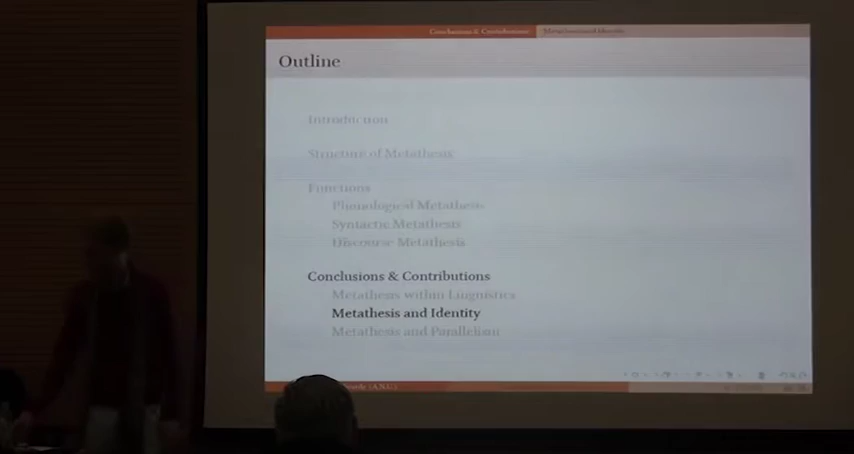 Conclusions & Contributions
Metathesis and Identity
Outline
Introduction
Structure of Metathesis
Functions
Phonological Metathesis
Syntactic Metathesis
Discourse Metathesis
Conclusions & Contributions
Metathesis within Linguistics
Metathesis and Identity
Metathesis and Parallelism
(ANU)